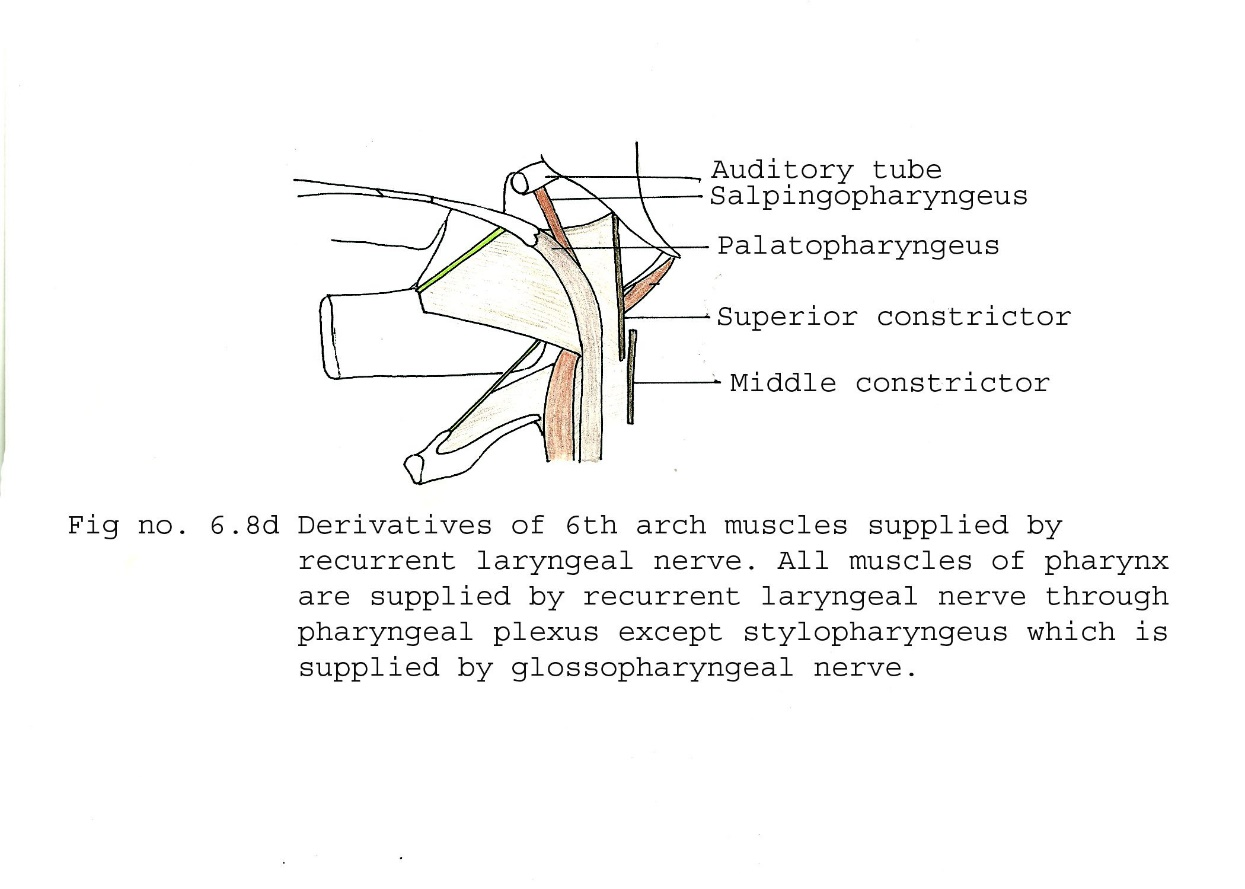 Auditory tube
Salpingopharyngeus
Palatopharyngeus
Superior constrictor
Middle constrictor
Fig no. 6.8d Derivatives of 6th arch muscles supplied by
recurrent laryngeal nerve. All muscles of pharynx
are supplied by recurrent laryngeal nerve through
pharyngeal plexus except stylopharyngeus which is
supplied by glossopharyngeal nerve.